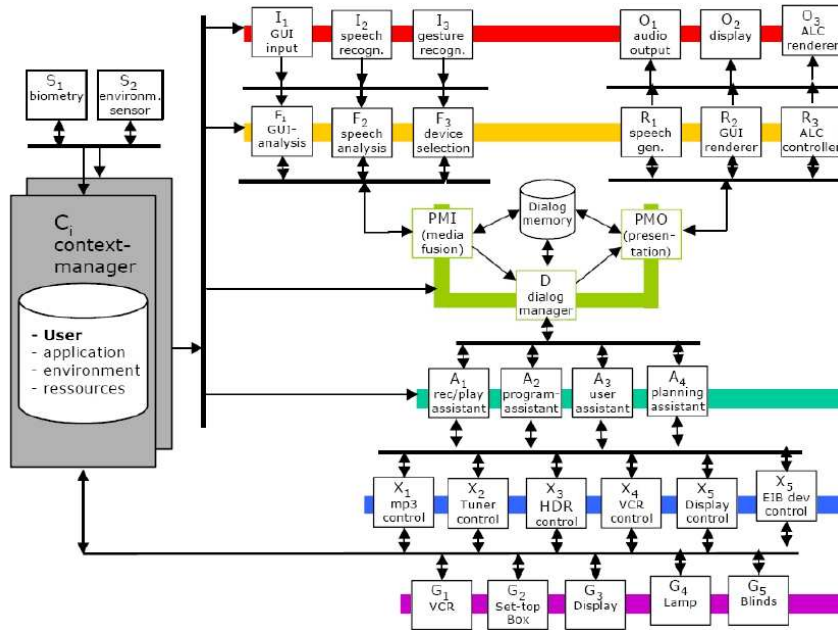 I1
GUI
input
I2
speech
recogn.
I3
gesture
recogn.
O1
audio
output
O2
display
O3
ALC
renderer
S1
biometry
S2
environm.
sensor
F1
GUI-
analysis
F2
speech
analysis
F3
device
selection
R1
speech
gen.
R2
GUI
renderer
R3
ALC
controller
Ci
context-
manager
- User
- application
- environment
- ressources
PMI
(media
fusion)
Dialog
memory
PMO
(presen-
tation)
D
dialog
manager
A1
rec/play
assistant
A2
program-
assistant
A3
user
assistant
A4
planning
assistant
X1
mp3
control
X2
Tuner
control
X3
HDR
control
X4
VCR
control
X5
Display
control
X5
EIB dev
control
G1
VCR
G2
Set-top
Box
G3
Display
G4
Lamp
G5
Blinds